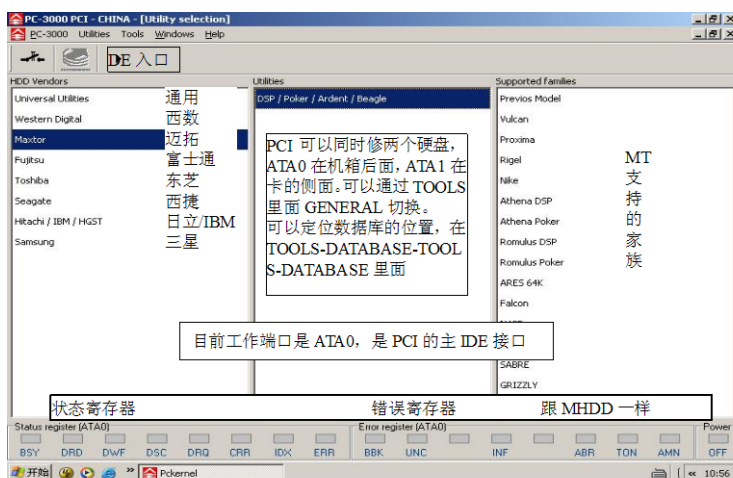 PC-3000 PCI - CHINA - [Utility selection]
PC-3000 Utilities Tools Windows Help
DE 入口
HDD Vendors Utilities Supported families
Universal Utilities 通用 DSP / Poker / Ardent / Beagle Previos Model
Western Digital 西数 Vulcan
Maxtor 迈拓 Proxima
Fujitsu 富士通 Rigel MT
Toshiba 东芝 Nike 支
Seagate 西捷 Athena DSP 持
Hitachi / IBM / HGST 日立/IBM Athena Poker 的
Samsung 三星 Romulus DSP 家
Romulus Poker 族
ARES 64K
Falcon
PCI 可以同时修两个硬盘，
ATA0 在机箱后面，ATA1 在
卡的侧面。可以通过 TOOLS
里面 GENERAL 切换。
可以定位数据库的位置，在
TOOLS-DATABASE-TOOL
S-DATABASE 里面
目前工作端口是 ATA0，是 PCI 的主 IDE 接口
SABRE
GRIZZLY
状态寄存器 错误寄存器 跟 MHDD 一样
Status register (ATA0) Error register (ATA0) Power
BSY DRD DWF DSC DRQ CRR IDX ERR BBK UNC INF ABR TON AMN OFF
开始 » Pckernel « 10:56